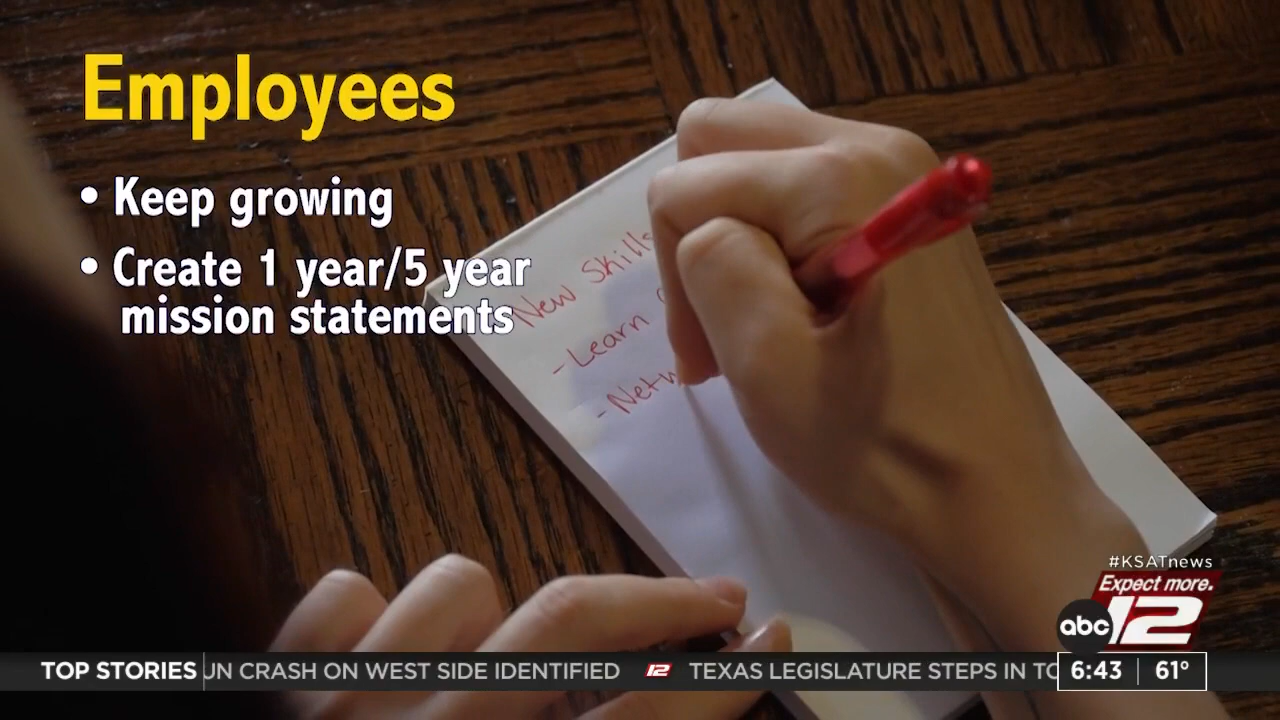 Employees
• Keep growing
• Create 1 year/5 year
mission statements
New Skills
- Learn
- Netw
#KSATnews
Expect more.
abc 12
TOP STORIES UN CRASH ON WEST SIDE IDENTIFIED 12 TEXAS LEGISLATURE STEPS IN TO 6:43 61°